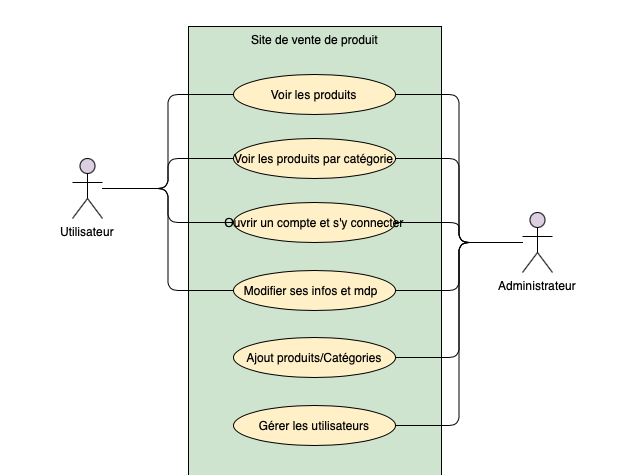 Site de vente de produit
Voir les produits
Voir les produits par catégorie
Ouvrir un compte et s'y connecter
Utilisateur
Modifier ses infos et mdp
Administrateur
Ajout produits/Catégories
Gérer les utilisateurs